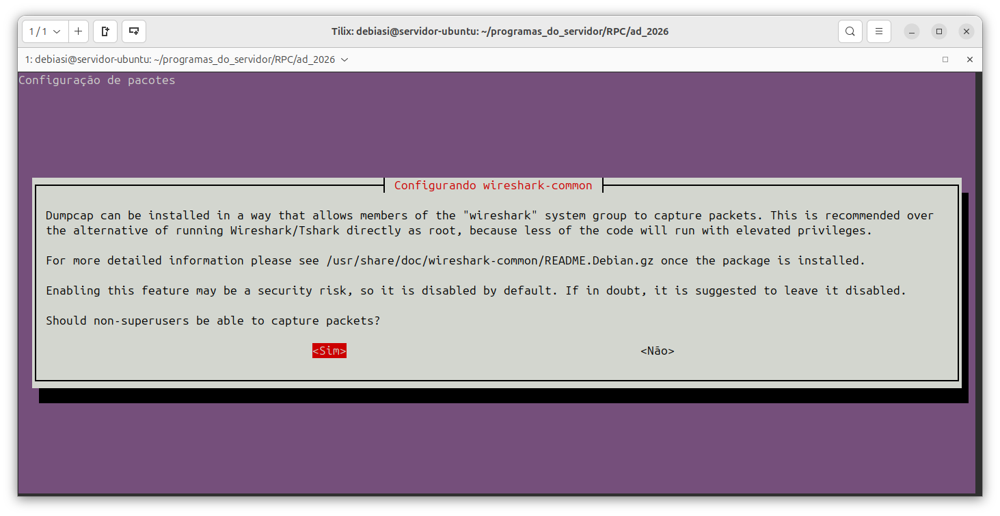 1 / 1
Tilix: debiasi@servidor-ubuntu: ~/programas_do_servidor/RPC/ad_2026
1: debiasi@servidor-ubuntu: ~/programas_do_servidor/RPC/ad_2026
Configuração de pacotes
Configurando wireshark-common
Dumpcap can be installed in a way that allows members of the "wireshark" system group to capture packets. This is recommended over
the alternative of running Wireshark/Tshark directly as root, because less of the code will run with elevated privileges.
For more detailed information please see /usr/share/doc/wireshark-common/README.Debian.gz once the package is installed.
Enabling this feature may be a security risk, so it is disabled by default. If in doubt, it is suggested to leave it disabled.
Should non-superusers be able to capture packets?
<Sim> <Não>